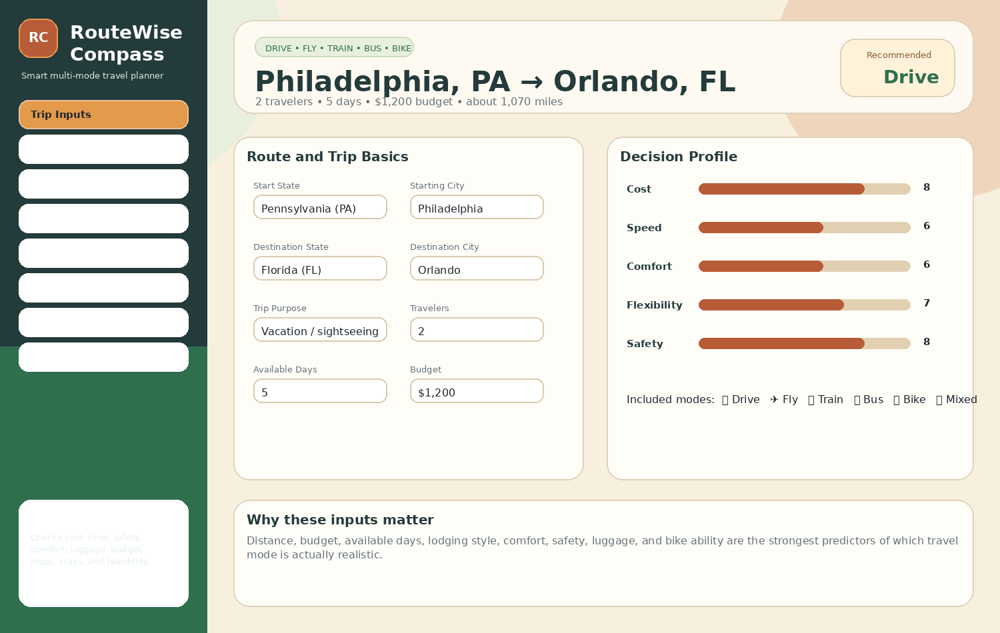 RC
RouteWise
Compass
Smart multi-mode travel planner
Trip Inputs
Checks cost, time, safety,
comfort, luggage, budget,
stops, stays, and feasibility.
DRIVE • FLY • TRAIN • BUS • BIKE
Philadelphia, PA → Orlando, FL
2 travelers • 5 days • $1,200 budget • about 1,070 miles
Recommended
Drive
Route and Trip Basics
Start State
Starting City
Pennsylvania (PA)
Philadelphia
Destination State
Destination City
Florida (FL)
Orlando
Trip Purpose
Travelers
Vacation / sightseeing
2
Available Days
Budget
5
$1,200
Decision Profile
Cost 8
Speed 6
Comfort 6
Flexibility 7
Safety 8
Included modes: ▯ Drive ✈ Fly ▯ Train ▯ Bus ▯ Bike ▯ Mixed
Why these inputs matter
Distance, budget, available days, lodging style, comfort, safety, luggage, and bike ability are the strongest predictors of which travel
mode is actually realistic.